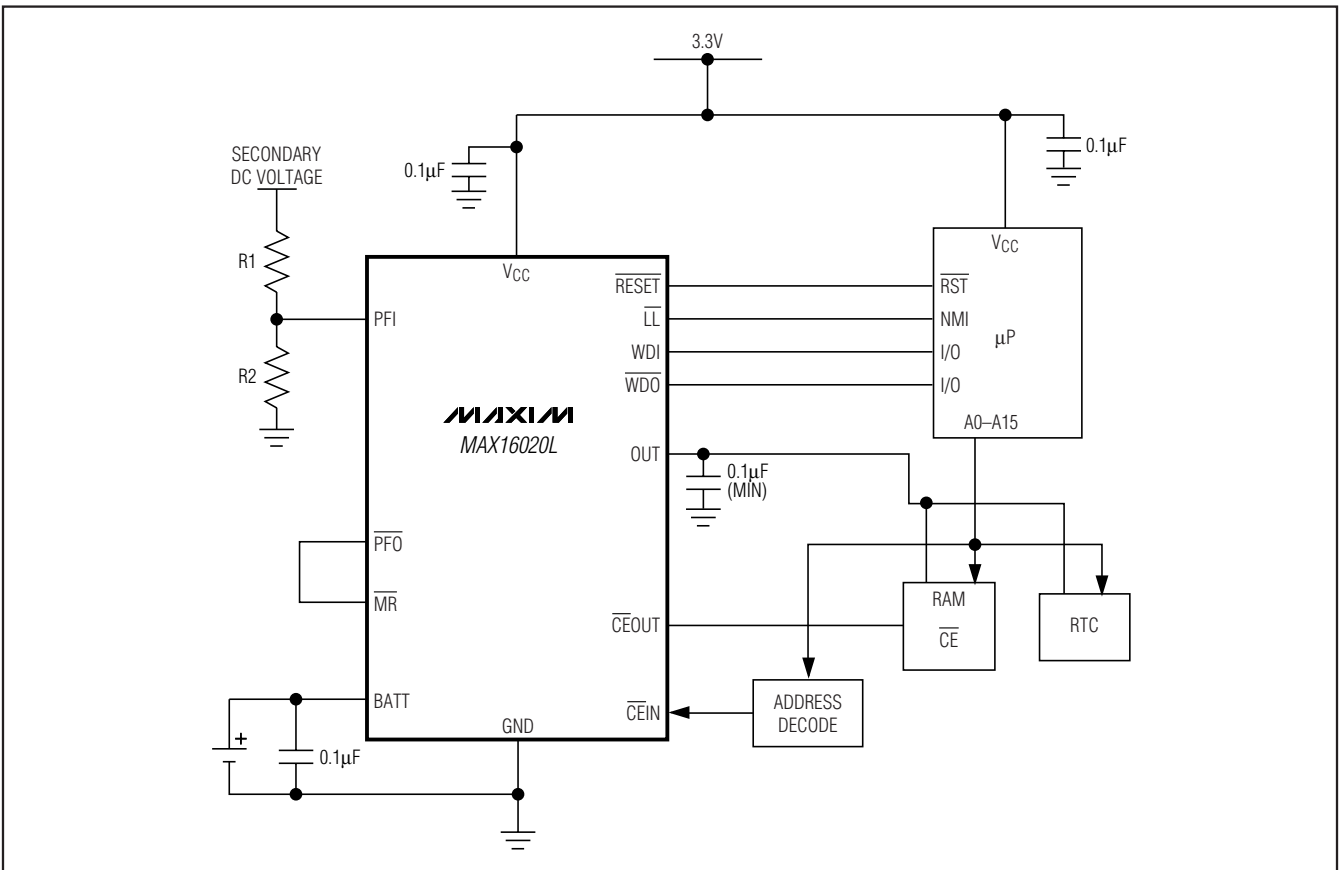 3.3V
0.1µF
0.1µF
SECONDARY
DC VOLTAGE
R1
R2
VCC
PFI
PFO
MR
BATT
GND
RESET
LL
WDI
WDO
OUT
CEOUT
CEIN
MAXIM
MAX16020L
VCC
RST
NMI
I/O
I/O
µP
A0–A15
0.1µF
(MIN)
RAM
CE
RTC
ADDRESS
DECODE
+
0.1µF